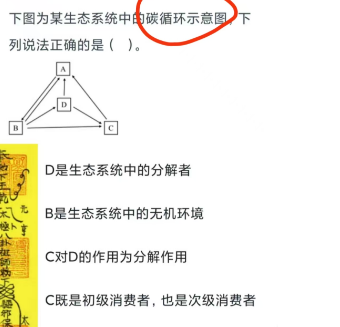 下图为某生态系统中的碳循环示意图，下
列说法正确的是（ ）。
A
D
B
C
D是生态系统中的分解者
B是生态系统中的无机环境
C对D的作用为分解作用
C既是初级消费者，也是次级消费者